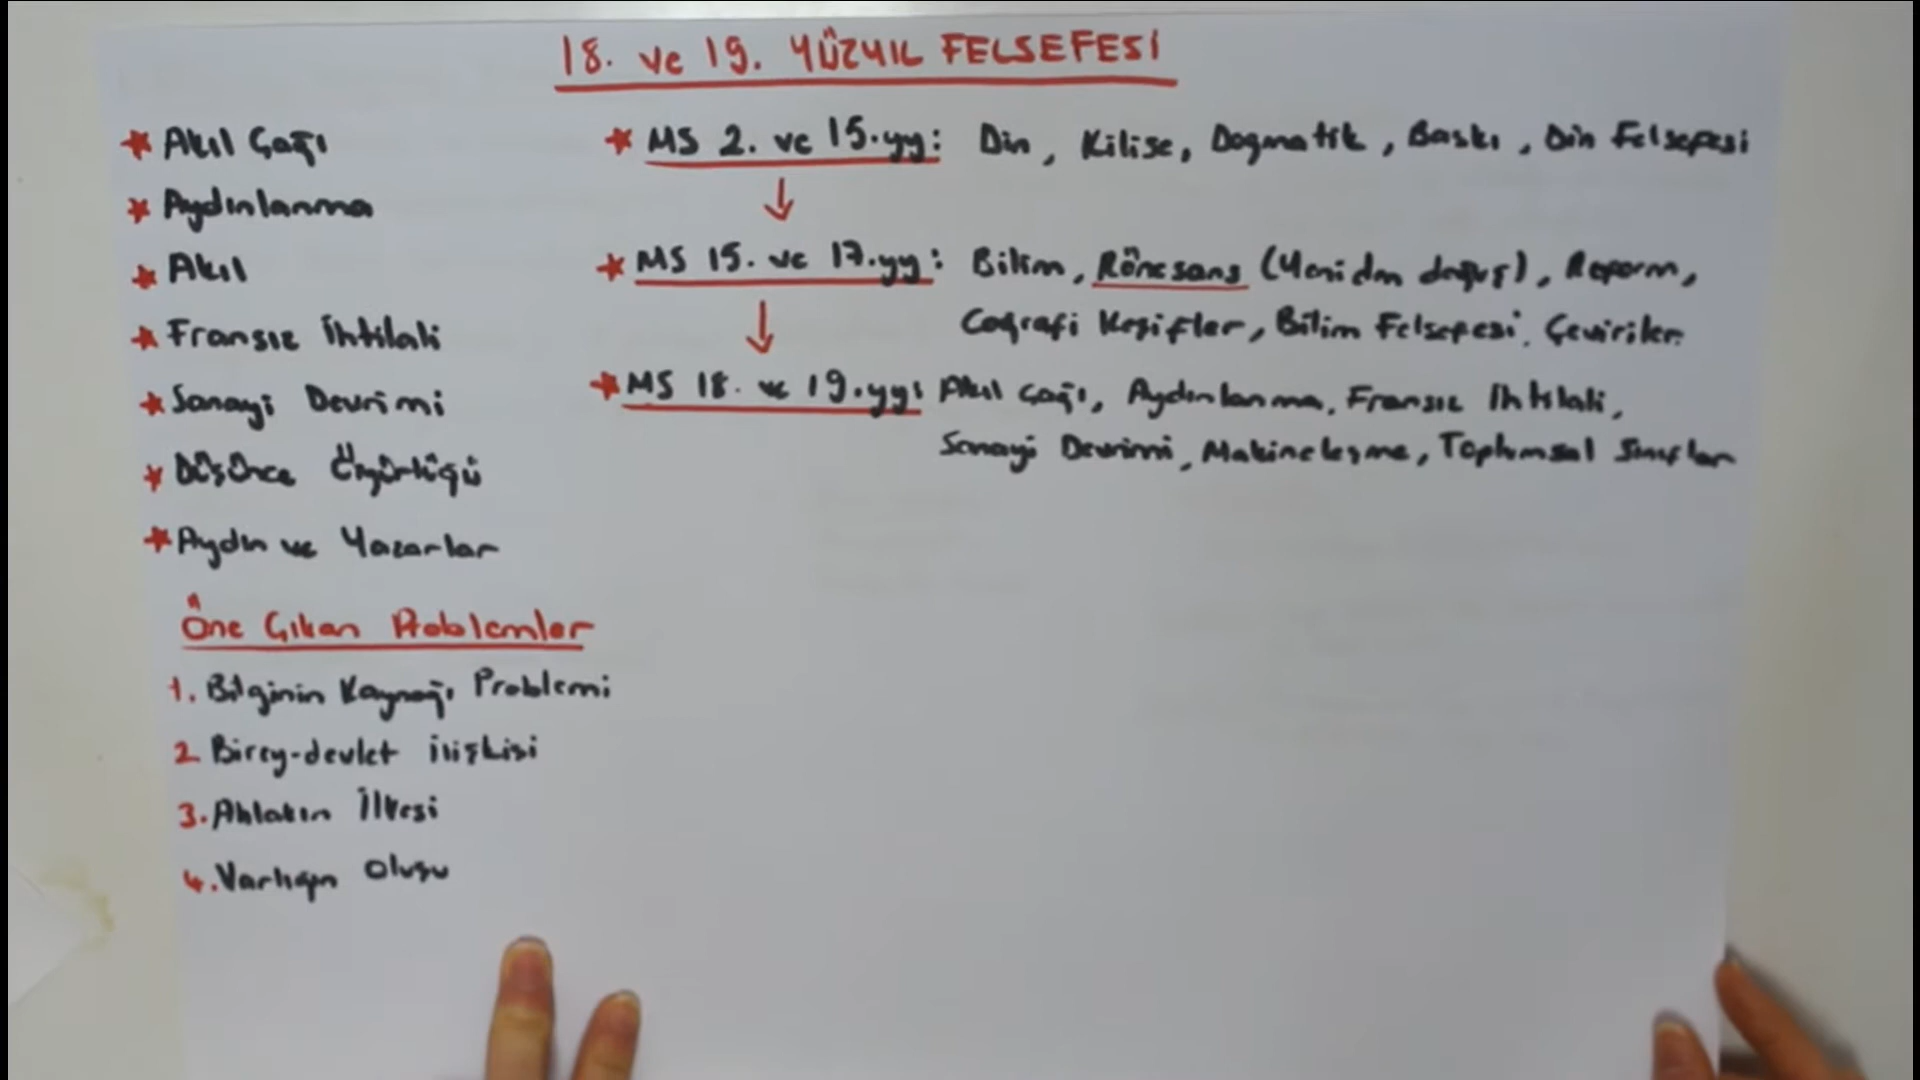 18. ve 19. YÜZYIL FELSEFESİ
★ Akıl Çağı
★ Aydınlanma
★ Akıl
★ Fransız İhtilali
★ Sanayi Devrimi
★ Düşünce Özgürlüğü
★ Aydın ve Yazarlar
Öne Çıkan Problemler
1. Bilginin Kaynağı Problemi
2 Birey-devlet ilişkisi
3. Ahlakın İlkesi
4. Varlığın Oluşu
★ MS 2. ve 15.yy: Din, Kilise, Dogmatik, Baskı, Din Felsefesi
↓
★ MS 15. ve 17.yy: Bilim, Rönesans (Yeniden doğuş), Reform,
Coğrafi Keşifler, Bilim Felsefesi, Çeviriler
↓
★ MS 18. ve 19.yy: Akıl Çağı, Aydınlanma, Fransız İhtilali,
Sanayi Devrimi, Makineleşme, Toplumsal Sınıflar